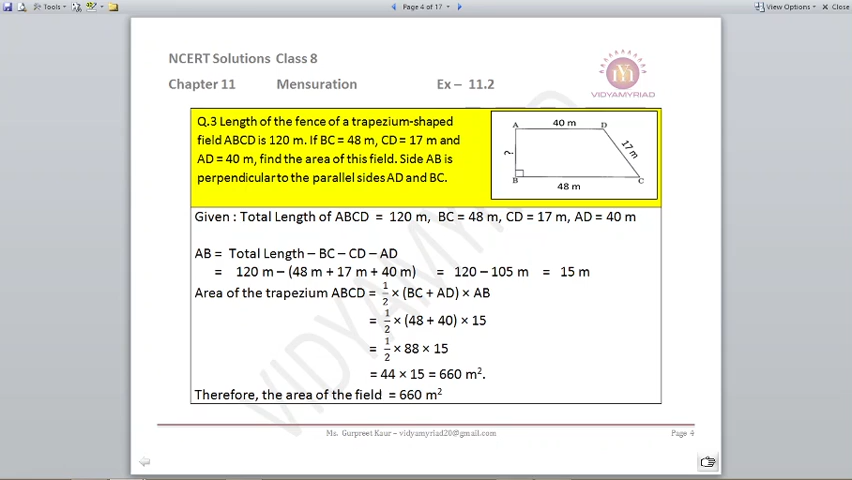 Tools
Page 4 of 17
View Options
Close
NCERT Solutions Class 8
Chapter 11 Mensuration Ex – 11.2
VIDYAMYRIAD
Q.3 Length of the fence of a trapezium-shaped
field ABCD is 120 m. If BC = 48 m, CD = 17 m and
AD = 40 m, find the area of this field. Side AB is
perpendicular to the parallel sides AD and BC.
A 40 m D
? 17 m
B 48 m C
Given : Total Length of ABCD = 120 m, BC = 48 m, CD = 17 m, AD = 40 m
AB = Total Length – BC – CD – AD
= 120 m – (48 m + 17 m + 40 m) = 120 – 105 m = 15 m
Area of the trapezium ABCD = 1/2 × (BC + AD) × AB
= 1/2 × (48 + 40) × 15
= 1/2 × 88 × 15
= 44 × 15 = 660 m².
Therefore, the area of the field = 660 m²
VIDYAMYRIAD
Ms. Gurpreet Kaur – vidyamyriad20@gmail.com Page 4